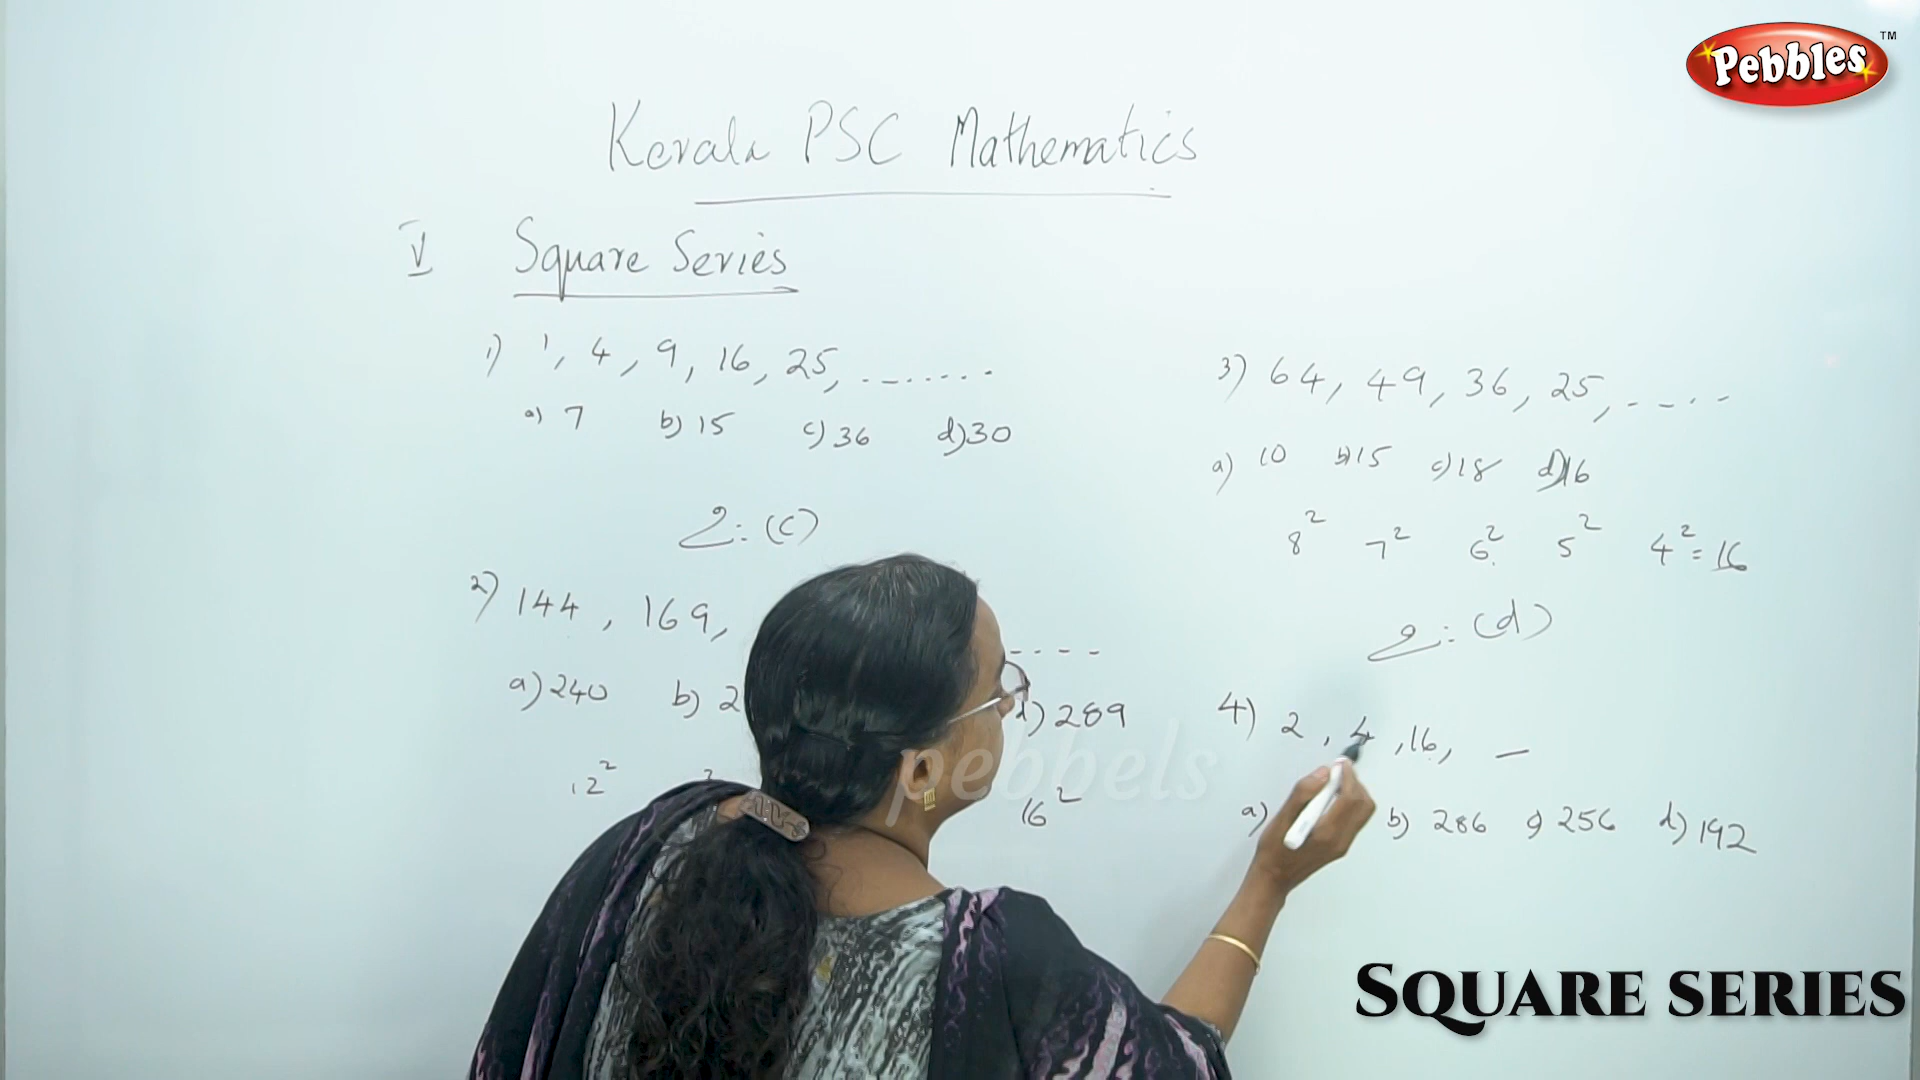 Pebbles TM
Kerala PSC Mathematics
V Square Series
1) 1, 4, 9, 16, 25, ........
a) 7 b) 15 c) 36 d) 30
ഉ: (c)
2) 144, 169, ----
a) 240 b) 2 d) 289
12² 16²
3) 64, 49, 36, 25, ----
a) 10 b) 15 c) 18 d) 16
8² 7² 6² 5² 4² = 16
ഉ: (d)
4) 2, 4, 16, —
a) b) 286 c) 256 d) 192
pebbels
SQUARE SERIES